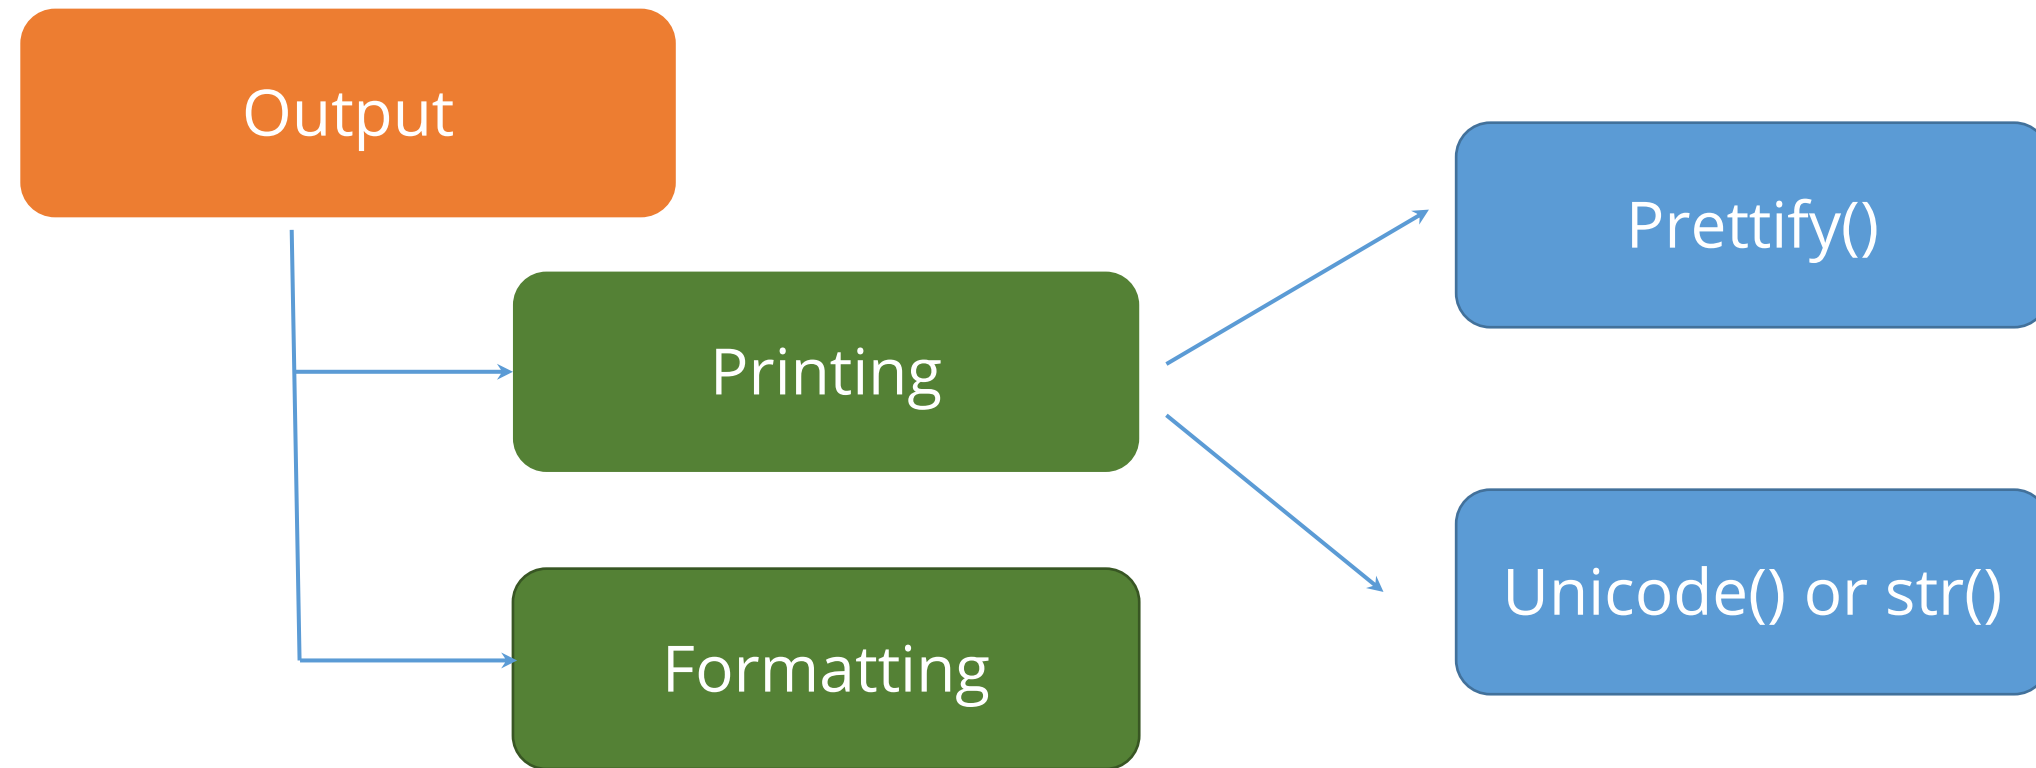 Output
Prettify()
Printing
Unicode() or str()
Formatting